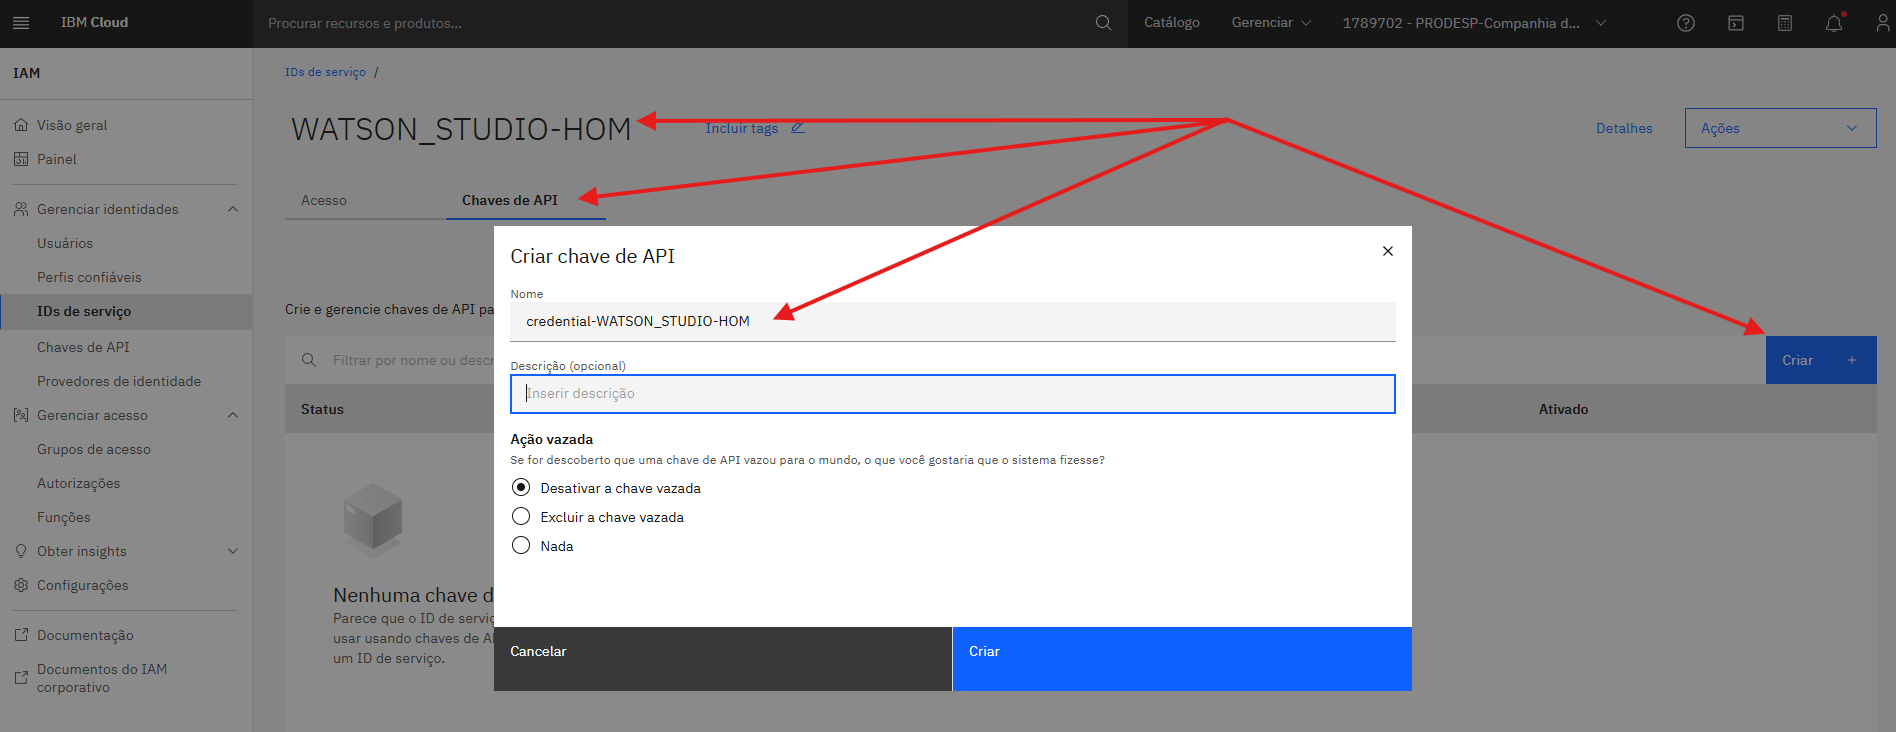 IBM Cloud
Procurar recursos e produtos...
Catálogo
Gerenciar
1789702 - PRODESP-Companhia d...
IAM
Visão geral
Painel
Gerenciar identidades
Usuários
Perfis confiáveis
IDs de serviço
Chaves de API
Provedores de identidade
Gerenciar acesso
Grupos de acesso
Autorizações
Funções
Obter insights
Configurações
Documentação
Documentos do IAM
corporativo
IDs de serviço /
WATSON_STUDIO-HOM
Incluir tags
Detalhes
Ações
Acesso
Chaves de API
Crie e gerencie chaves de API pa
Filtrar por nome ou descr
Criar +
Status
Ativado
Nenhuma chave d
Parece que o ID de serviç
usar usando chaves de AP
um ID de serviço.
Criar chave de API
Nome
credential-WATSON_STUDIO-HOM
Descrição (opcional)
Inserir descrição
Ação vazada
Se for descoberto que uma chave de API vazou para o mundo, o que você gostaria que o sistema fizesse?
Desativar a chave vazada
Excluir a chave vazada
Nada
Cancelar
Criar